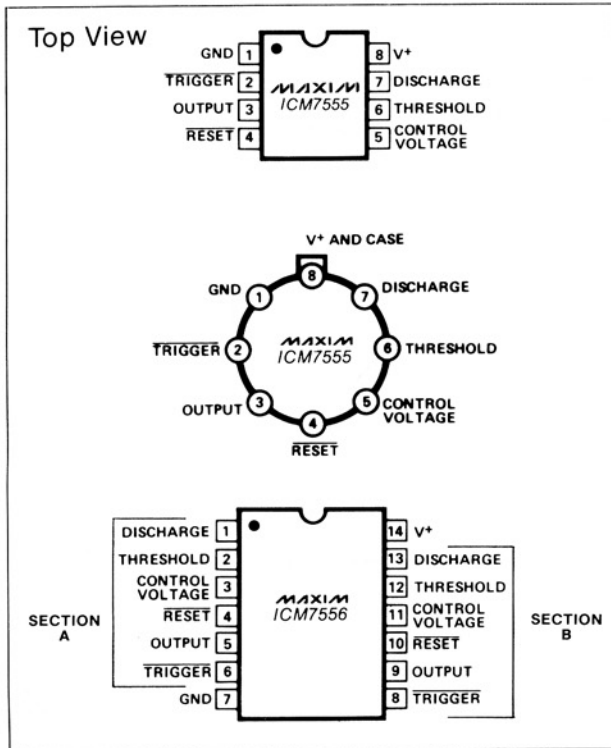 Top View
GND 1 8 V+
TRIGGER 2 7 DISCHARGE
MAXIM
ICM7555
OUTPUT 3 6 THRESHOLD
RESET 4 5 CONTROL
VOLTAGE
V+ AND CASE
8
GND 1 7 DISCHARGE
TRIGGER 2 MAXIM 6 THRESHOLD
ICM7555
OUTPUT 3 5 CONTROL
VOLTAGE
4
RESET
DISCHARGE 1 14 V+
THRESHOLD 2 13 DISCHARGE
CONTROL
VOLTAGE 3 12 THRESHOLD
MAXIM
ICM7556
SECTION
A
RESET 4 11 CONTROL
VOLTAGE
SECTION
B
OUTPUT 5 10 RESET
TRIGGER 6 9 OUTPUT
GND 7 8 TRIGGER